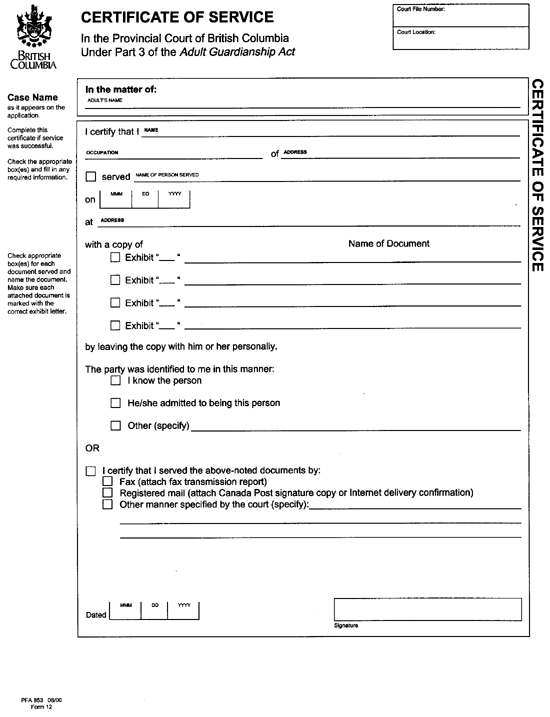 BRITISH
COLUMBIA
CERTIFICATE OF SERVICE
In the Provincial Court of British Columbia
Under Part 3 of the Adult Guardianship Act
Court File Number:
Court Location:
Case Name
as it appears on the
application.
Complete this
certificate if service
was successful.
Check the appropriate
box(es) and fill in any
required information.
Check appropriate
box(es) for each
document served and
name the document.
Make sure each
attached document is
marked with the
correct exhibit letter.
In the matter of:
ADULT'S NAME
I certify that I NAME
OCCUPATION of ADDRESS
served NAME OF PERSON SERVED
on MMM DD YYYY
at ADDRESS
with a copy of Name of Document
Exhibit "___ "
Exhibit "___ "
Exhibit "___ "
Exhibit "___ "
by leaving the copy with him or her personally.
The party was identified to me in this manner:
I know the person
He/she admitted to being this person
Other (specify)
OR
I certify that I served the above-noted documents by:
Fax (attach fax transmission report)
Registered mail (attach Canada Post signature copy or Internet delivery confirmation)
Other manner specified by the court (specify):
Dated MMM DD YYYY
Signature
CERTIFICATE OF SERVICE
PFA 853 08/00
Form 12